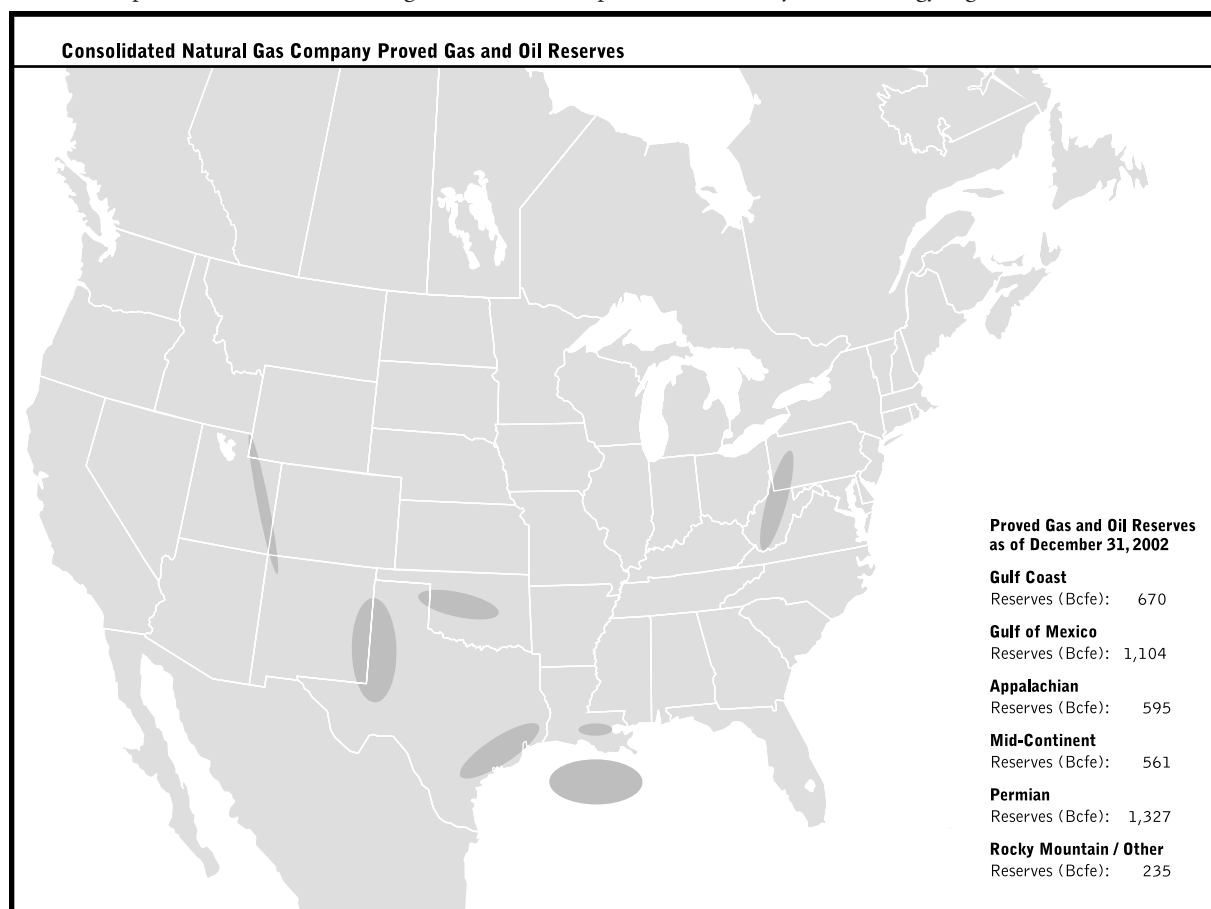 Consolidated Natural Gas Company Proved Gas and Oil Reserves
Proved Gas and Oil Reserves
as of December 31, 2002
Gulf Coast
Reserves (Bcfe): 670
Gulf of Mexico
Reserves (Bcfe): 1,104
Appalachian
Reserves (Bcfe): 595
Mid-Continent
Reserves (Bcfe): 561
Permian
Reserves (Bcfe): 1,327
Rocky Mountain / Other
Reserves (Bcfe): 235